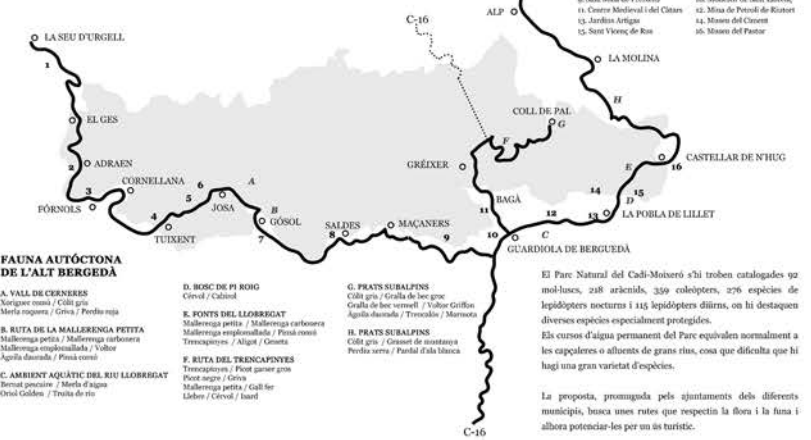 11. Centre Medieval i del Càtars
13. Jardins Artigas
15. Sant Vicenç de Rus
12. Mina de Petroli de Riutort
14. Museu del Ciment
16. Museu del Pastor
ALP
C-16
LA SEU D'URGELL
1
LA MOLINA
H
COLL DE PAL
G
F
EL GES
2
ADRAEN
GRÉIXER
CASTELLAR DE N'HUG
16
E
CORNELLANA
3
5
6
A
14
15
D
FÓRNOLS
4
JOSA
B
BAGÀ
11
12
13
LA POBLA DE LILLET
TUIXENT
7
GÓSOL
SALDES
8
MAÇANERS
9
10
C
GUARDIOLA DE BERGUEDÀ
FAUNA AUTÓCTONA
DE L'ALT BERGEDÀ
A. VALL DE CERNERES
Xoriguer comú / Còlit gris
Merla roquera / Griva / Perdiu roja
B. RUTA DE LA MALLERENGA PETITA
Mallerenga petita / Mallerenga carbonera
Mallerenga emplomallada / Voltor
Àguila daurada / Pinsà comú
C. AMBIENT AQUÀTIC DEL RIU LLOBREGAT
Bernat pescaire / Merla d'aigua
Oriol Golden / Truita de riu
D. BOSC DE PI ROIG
Cérvol / Cabirol
E. FONTS DEL LLOBREGAT
Mallerenga petita / Mallerenga carbonera
Mallerenga emplomallada / Pinsà comú
Trencapinyes / Aligot / Geneta
F. RUTA DEL TRENCAPINYES
Trencapinyes / Picot garser gros
Picot negre / Griva
Mallerenga petita / Gall fer
Llebre / Cérvol / Isard
G. PRATS SUBALPINS
Còlit gris / Gralla de bec groc
Gralla de bec vermell / Voltor Griffon
Àguila daurada / Trencalòs / Marmota
H. PRATS SUBALPINS
Còlit gris / Grasset de muntanya
Perdiu xerra / Pardal d'ala blanca
El Parc Natural del Cadí-Moixeró s'hi troben catalogades 92
mol·luscs, 218 aràcnids, 359 coleòpters, 276 espècies de
lepidòpters nocturns i 115 lepidòpters diürns, on hi destaquen
diverses espècies especialment protegides.
Els cursos d'aigua permanent del Parc equivalen normalment a
les capçaleres o afluents de grans rius, cosa que dificulta que hi
hagi una gran varietat d'espècies.
La proposta, promuguda pels ajuntaments dels diferents
municipis, busca unes rutes que respectin la flora i la funa i
alhora potenciar-les per un ús turístic.
C-16